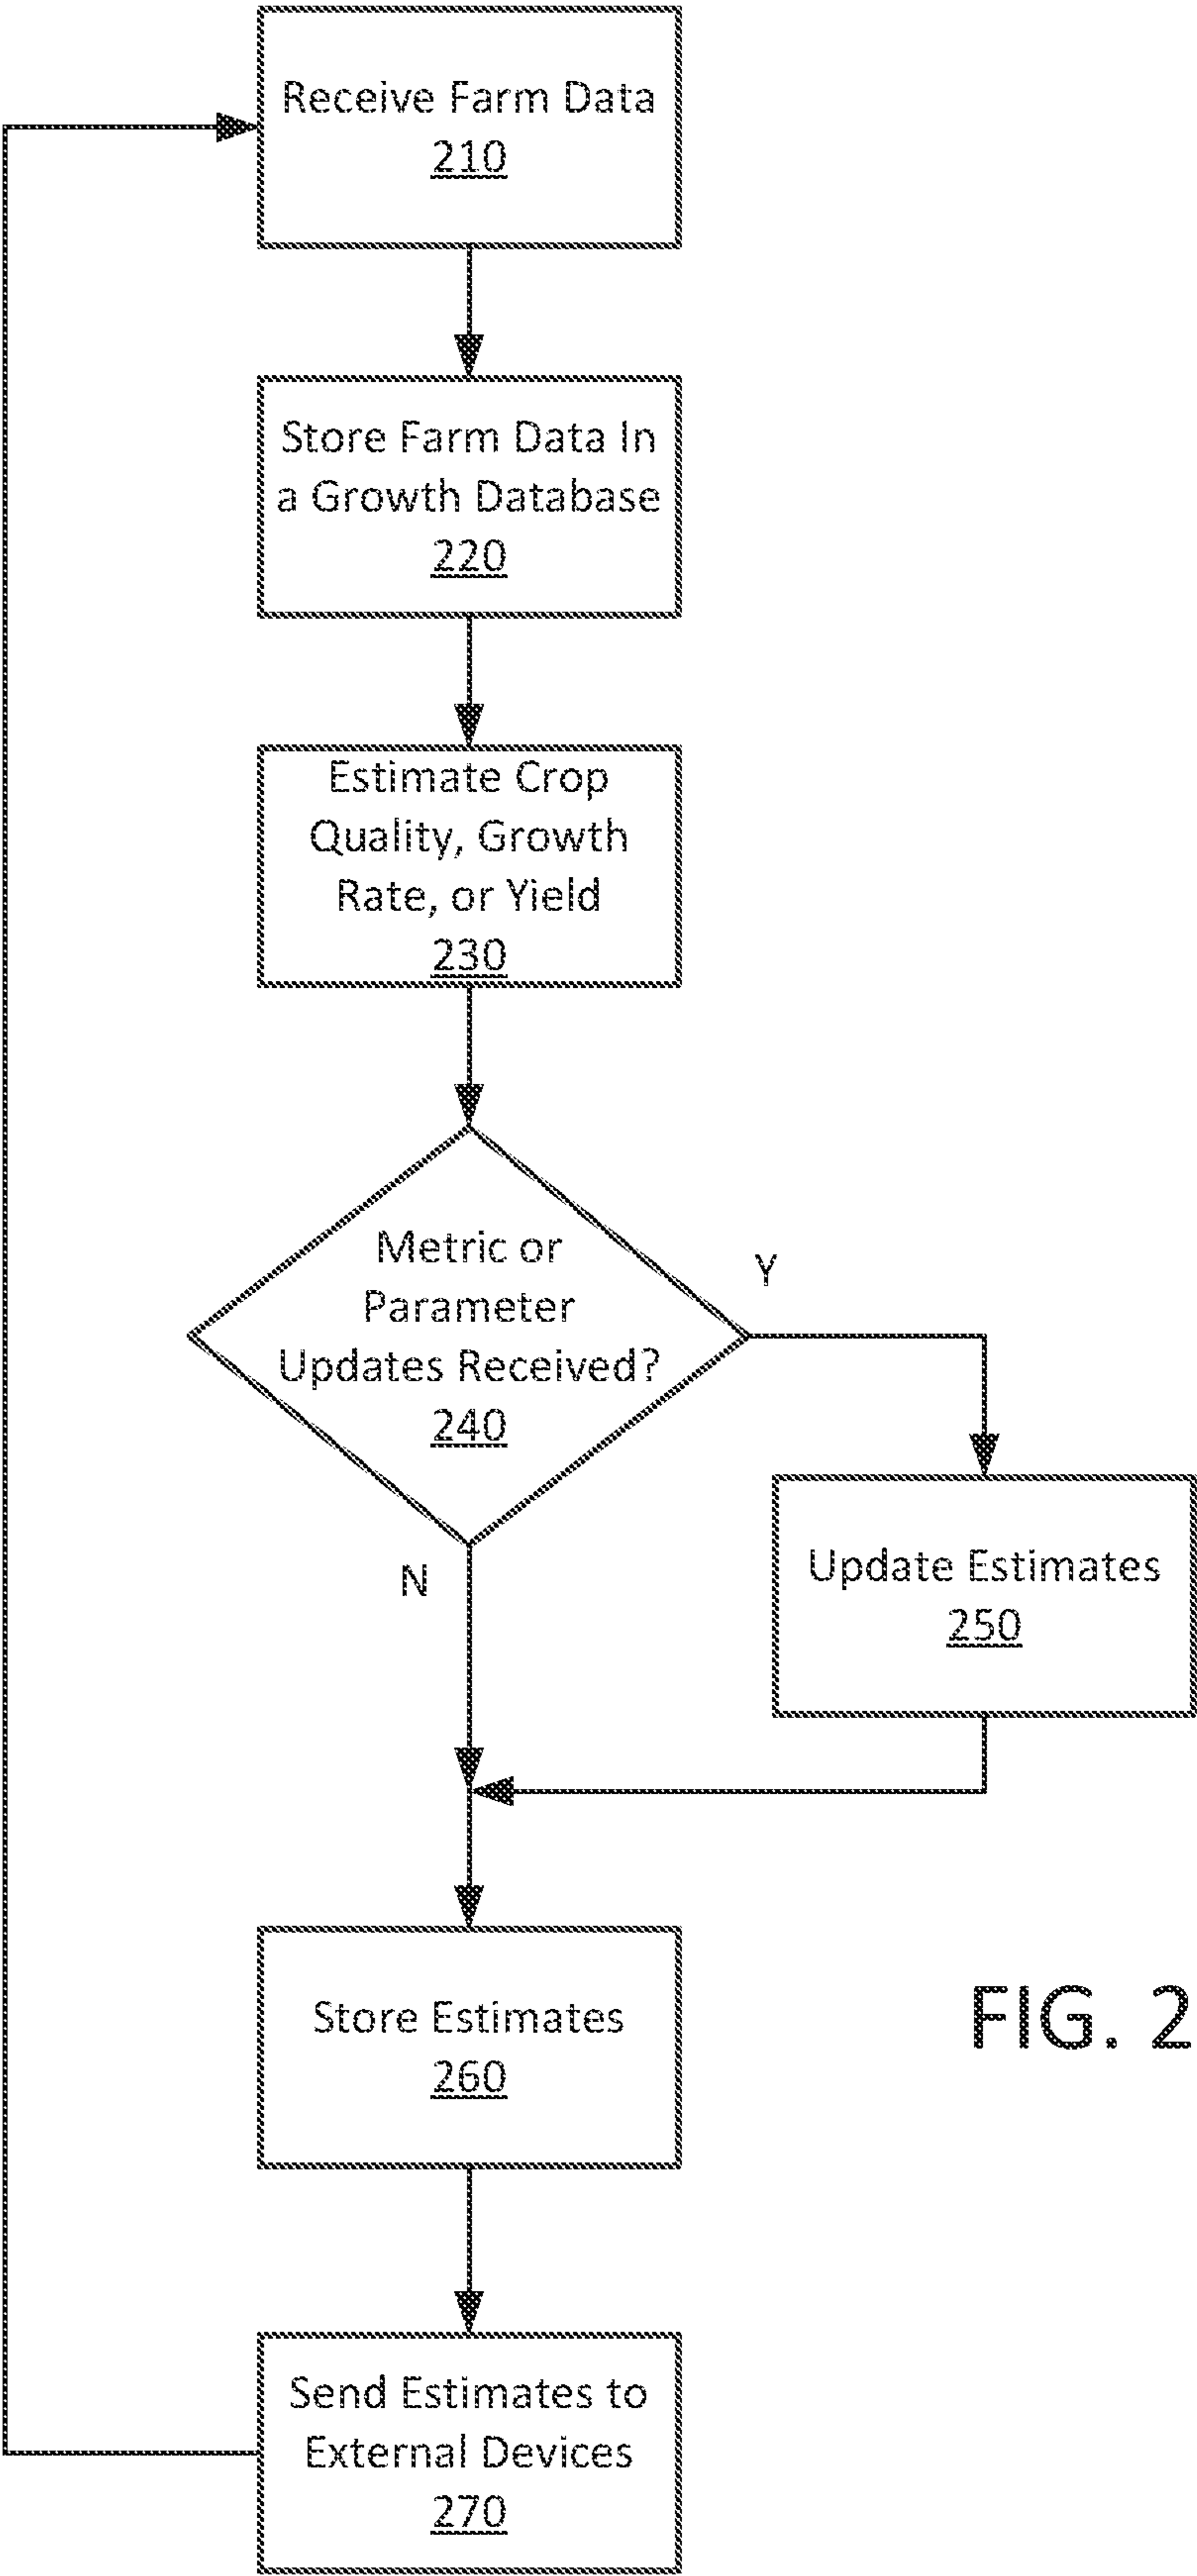 Receive Farm Data
210
Store Farm Data In
a Growth Database
220
Estimate Crop
Quality, Growth
Rate, or Yield
230
Metric or
Parameter
Updates Received?
240
Y
N
Update Estimates
250
Store Estimates
260
FIG. 2
Send Estimates to
External Devices
270